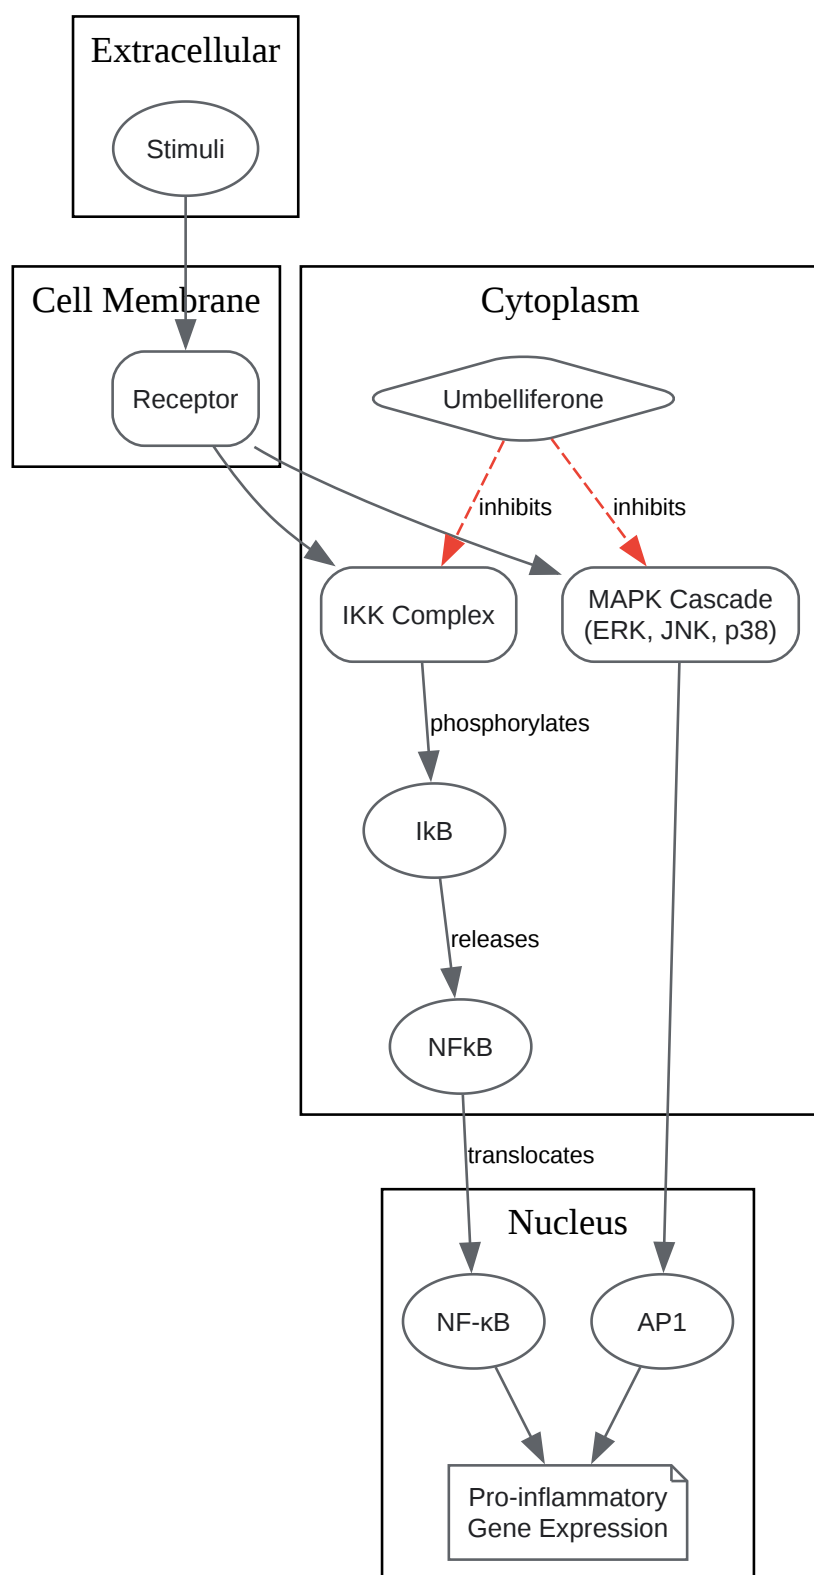 Extracellular
Stimuli
Cell Membrane
Receptor
Cytoplasm
Umbelliferone
inhibits
inhibits
IKK Complex
MAPK Cascade
(ERK, JNK, p38)
phosphorylates
IkB
releases
NFkB
translocates
Nucleus
NF-κB
AP1
Pro-inflammatory
Gene Expression